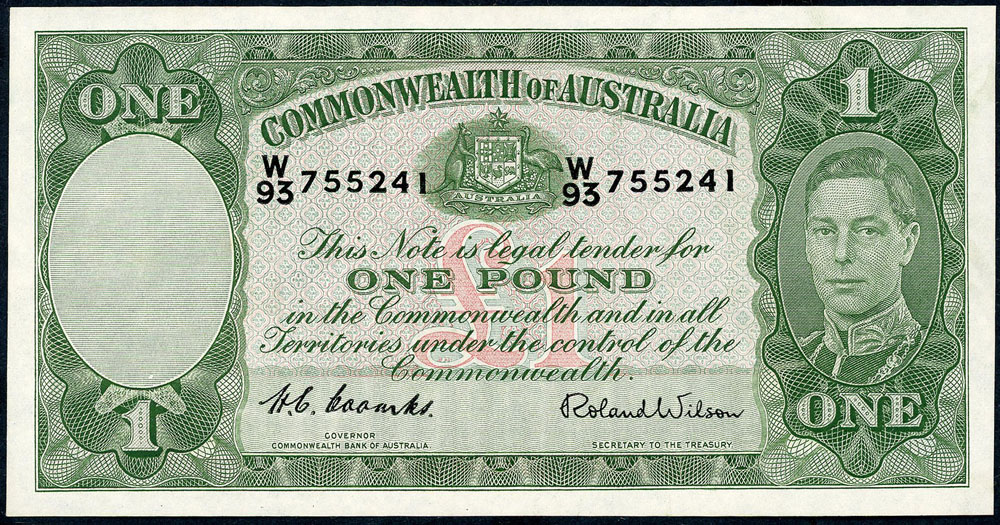 ONE
1
COMMONWEALTH OF AUSTRALIA
W/93 755241
W/93 755241
AUSTRALIA
This Note is legal tender for
ONE POUND
in the Commonwealth and in all
Territories under the control of the
Commonwealth.
£1
H.C. Coombs.
Roland Wilson
GOVERNOR
COMMONWEALTH BANK OF AUSTRALIA.
SECRETARY TO THE TREASURY.
1
ONE